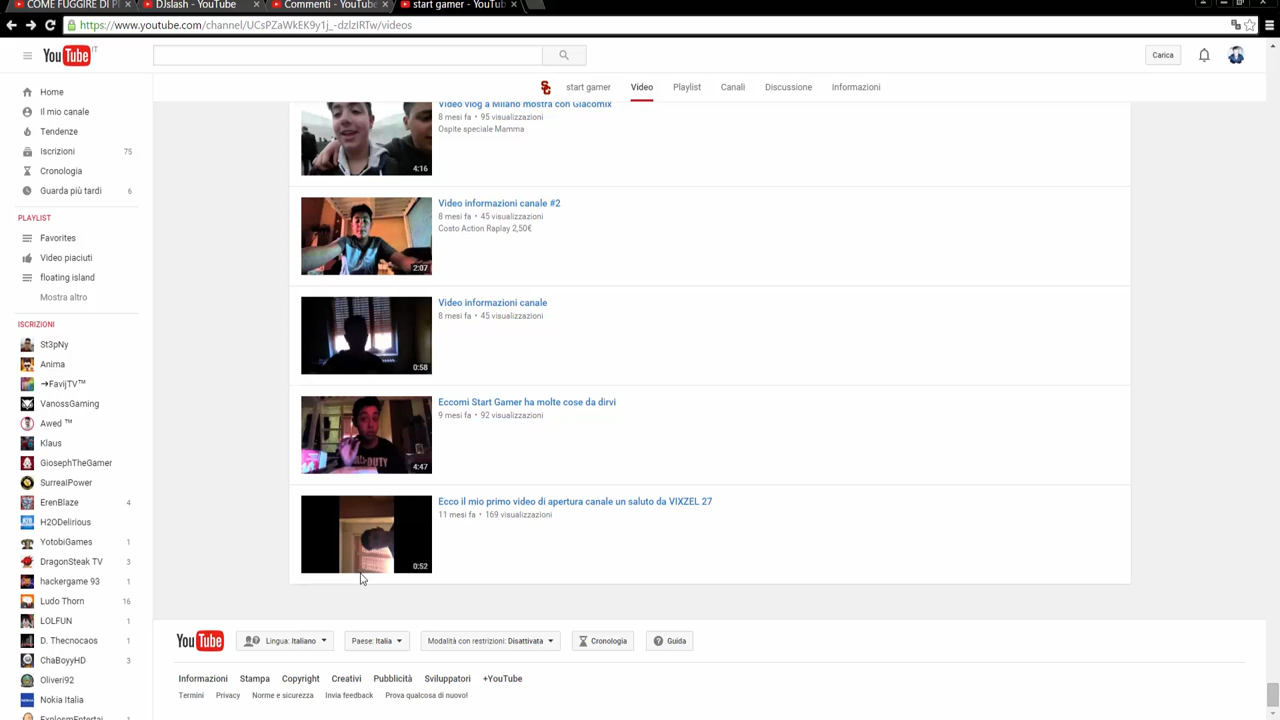 COME FUGGIRE DI PI
DJslash - YouTube
Commenti - YouTube
start gamer - YouTub
https://www.youtube.com/channel/UCsPZaWkEK9y1j_-dzlzIRTw/videos
YouTube IT
Carica
start gamer
Video
Playlist
Canali
Discussione
Informazioni
Home
Il mio canale
Tendenze
Iscrizioni 75
Cronologia
Guarda più tardi 6
PLAYLIST
Favorites
Video piaciuti
floating island
Mostra altro
ISCRIZIONI
St3pNy
Anima
➜FavijTV™
VanossGaming
Awed ™
Klaus
GiosephTheGamer
SurrealPower
ErenBlaze 4
H2ODelirious
YotobiGames 1
DragonSteak TV 3
hackergame 93 1
Ludo Thorn 16
LOLFUN 1
D. Thecnocaos 1
ChaBoyyHD 3
Oliveri92
Nokia Italia
ExplosmEntertai
Video vlog a Milano mostra con Giacomix
8 mesi fa • 95 visualizzazioni
Ospite speciale Mamma
4:16
Video informazioni canale #2
8 mesi fa • 45 visualizzazioni
Costo Action Raplay 2,50€
2:07
Video informazioni canale
8 mesi fa • 45 visualizzazioni
0:58
Eccomi Start Gamer ha molte cose da dirvi
9 mesi fa • 92 visualizzazioni
4:47
Ecco il mio primo video di apertura canale un saluto da VIXZEL 27
11 mesi fa • 169 visualizzazioni
0:52
YouTube
Lingua: Italiano
Paese: Italia
Modalità con restrizioni: Disattivata
Cronologia
Guida
Informazioni
Stampa
Copyright
Creativi
Pubblicità
Sviluppatori
+YouTube
Termini
Privacy
Norme e sicurezza
Invia feedback
Prova qualcosa di nuovo!